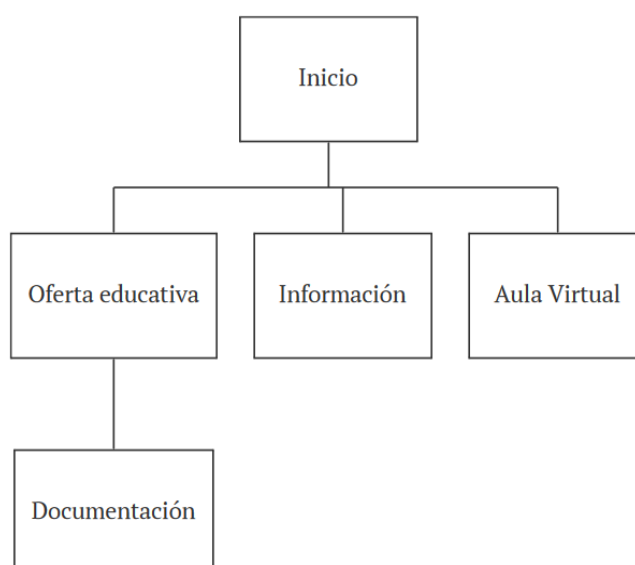 Inicio
Oferta educativa
Información
Aula Virtual
Documentación